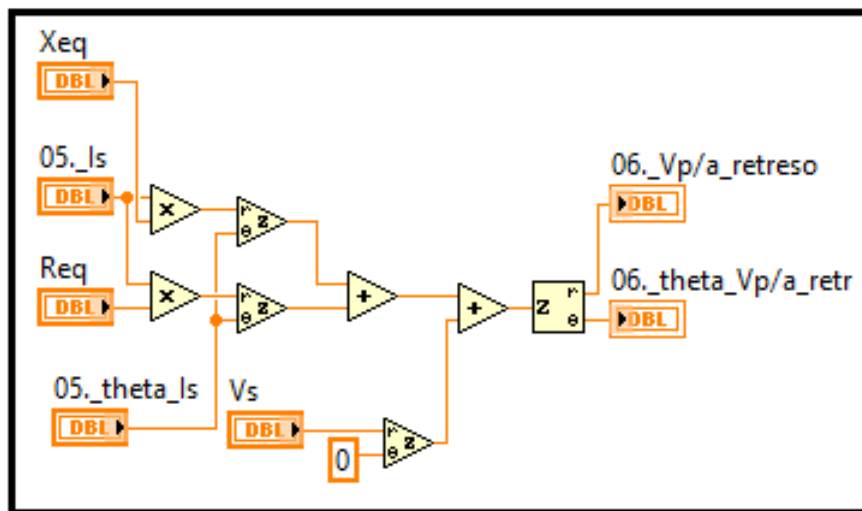 Xeq
DBL
05._Is
DBL
06._Vp/a_retreso
DBL
×
r
θ z
Req
DBL
×
r
θ z
+
+
z r
θ
06._theta_Vp/a_retr
DBL
05._theta_Is
DBL
Vs
DBL
0
r
θ z